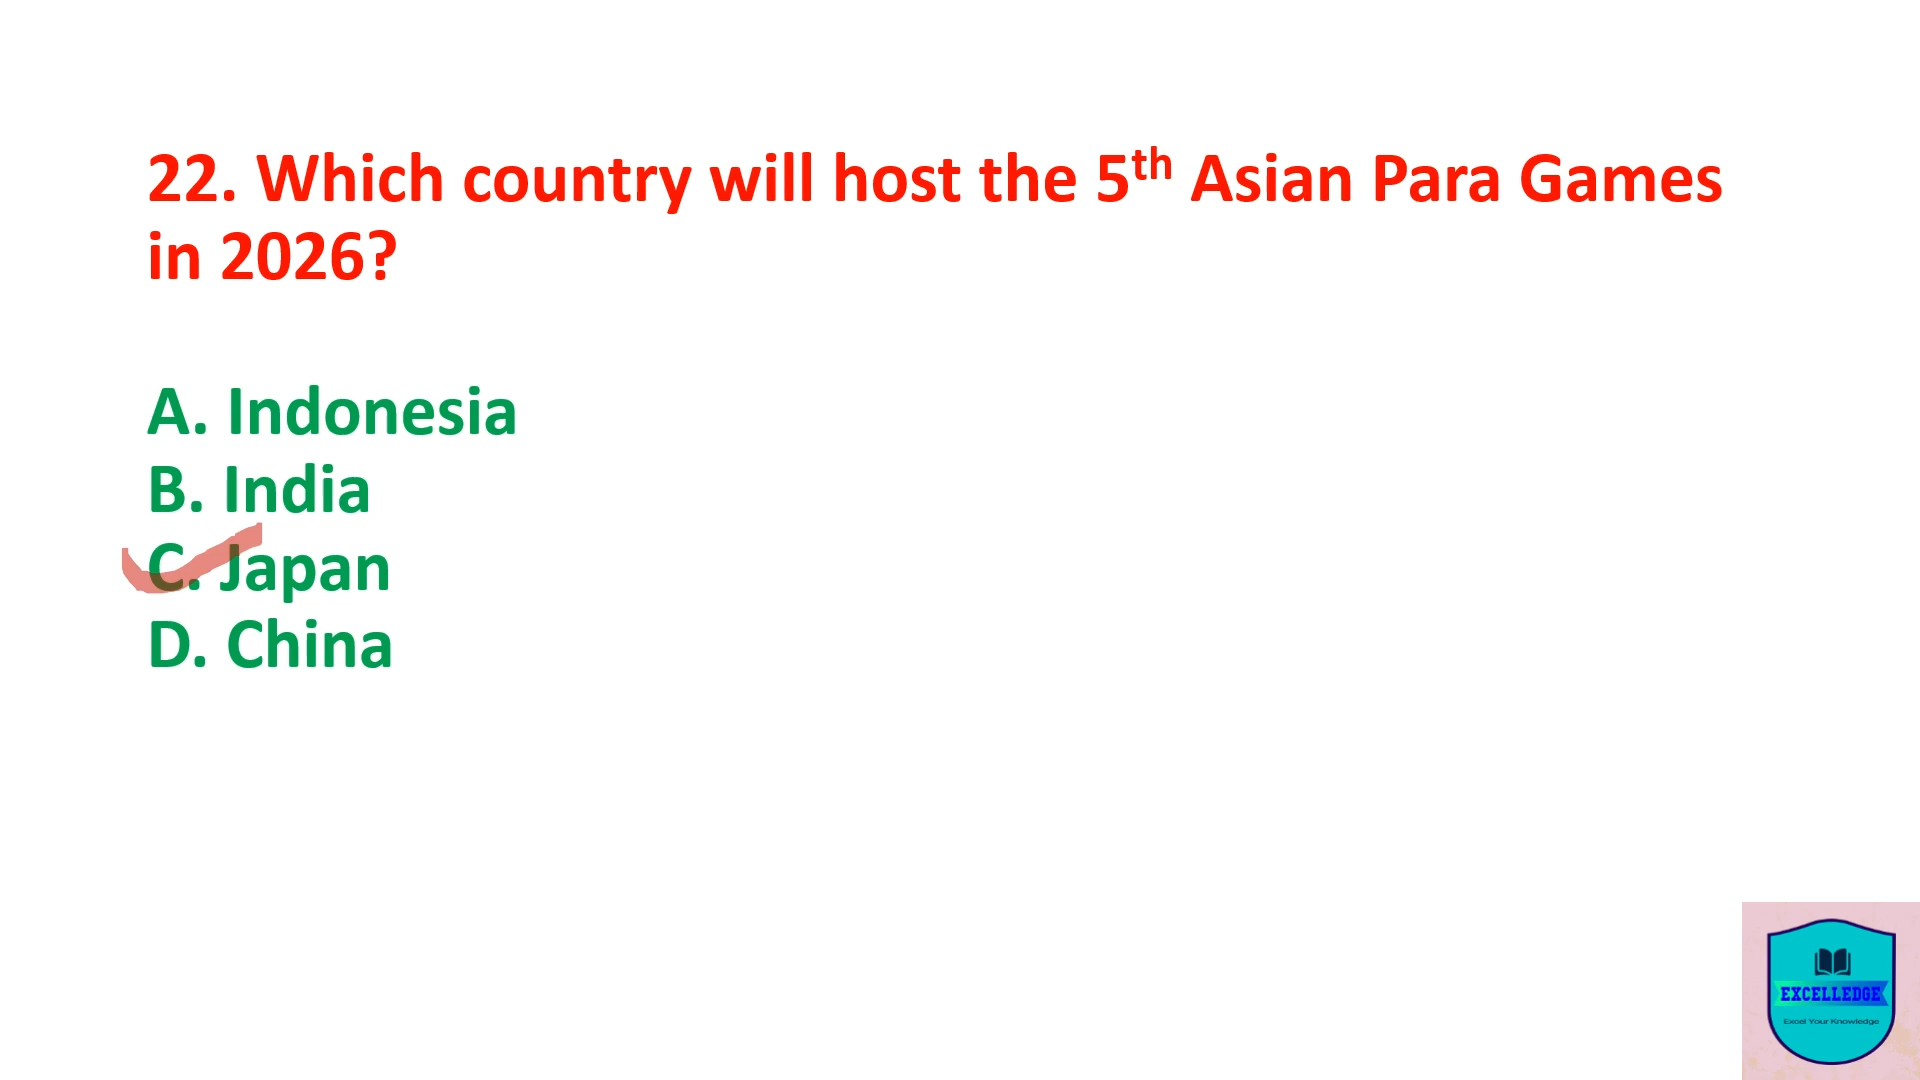 22. Which country will host the 5th Asian Para Games
in 2026?
A. Indonesia
B. India
C. Japan
D. China
EXCELLEDGE
Excel Your Knowledge